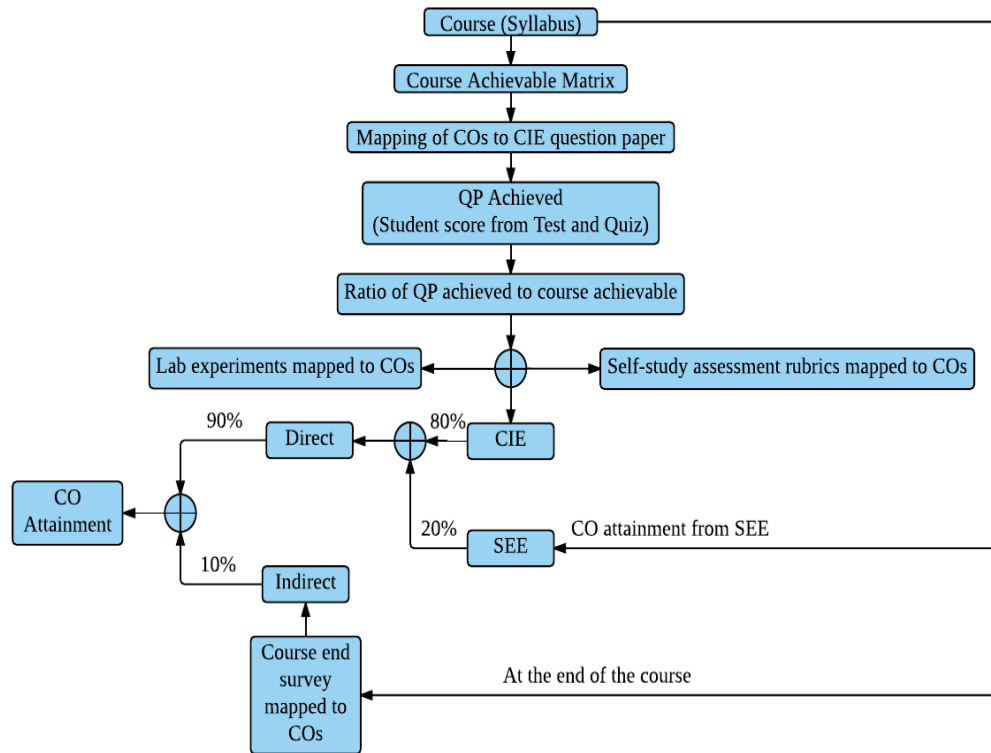 Course (Syllabus)
Course Achievable Matrix
Mapping of COs to CIE question paper
QP Achieved
(Student score from Test and Quiz)
Ratio of QP achieved to course achievable
Lab experiments mapped to COs
Self-study assessment rubrics mapped to COs
90%
Direct
80%
CIE
CO
Attainment
20%
SEE
CO attainment from SEE
10%
Indirect
Course end
survey
mapped to
COs
At the end of the course